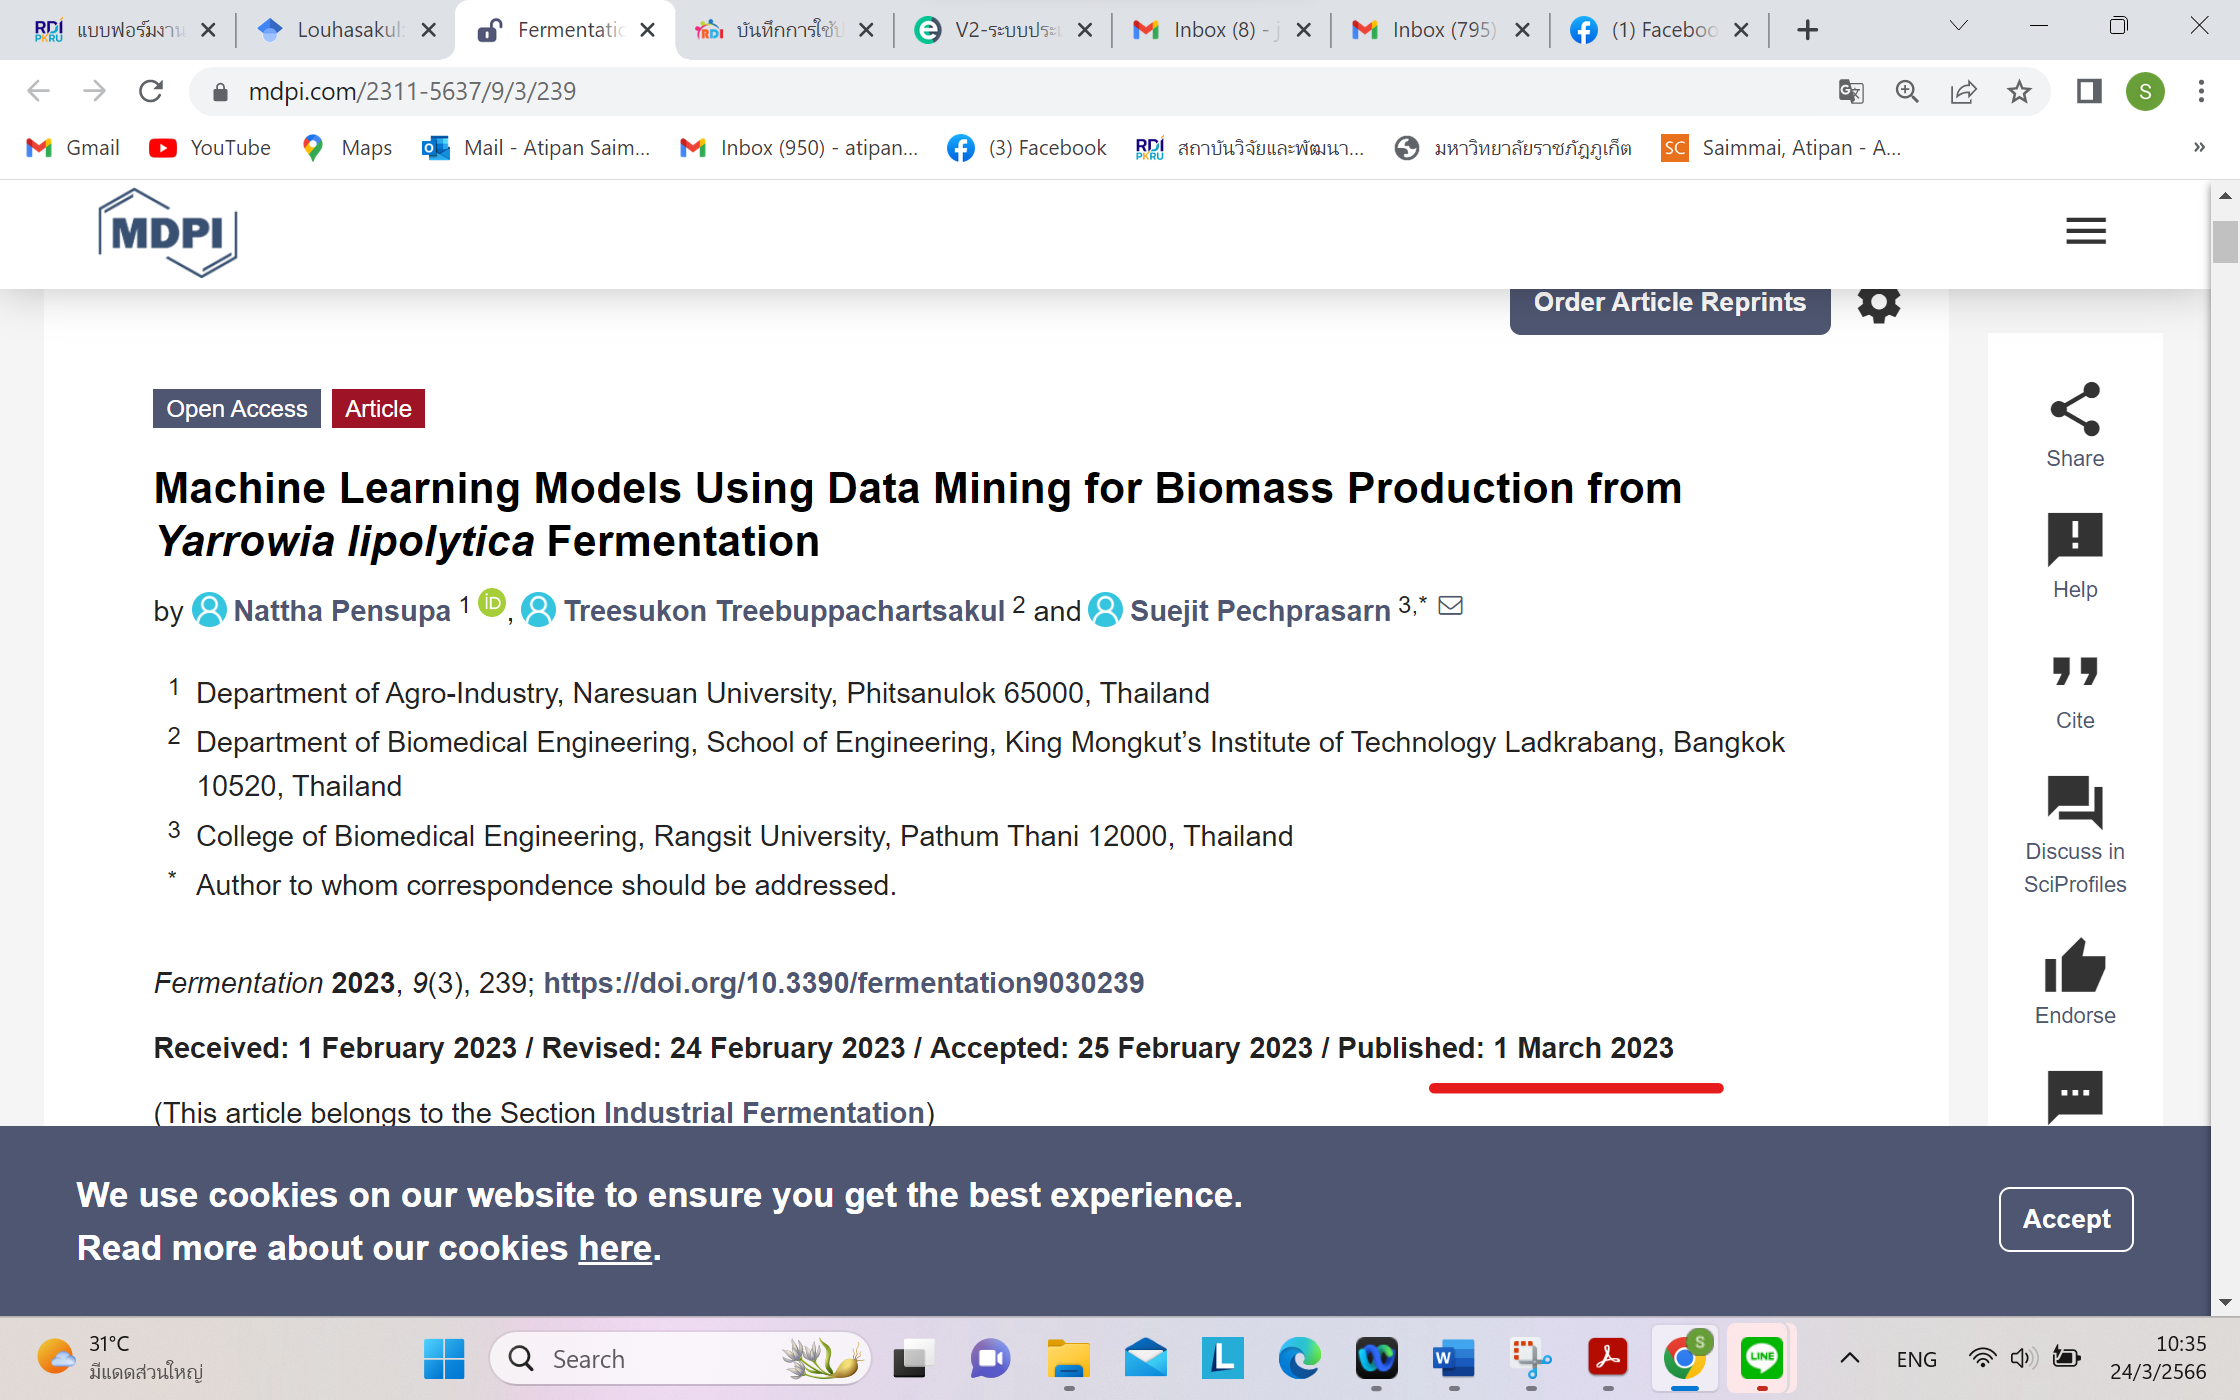 RDI PKRU แบบฟอร์มงาน
Louhasakul
Fermentatio
RDI บันทึกการใช้ป
V2-ระบบประเ
Inbox (8) - j
Inbox (795)
(1) Faceboo
mdpi.com/2311-5637/9/3/239
S
Gmail
YouTube
Maps
Mail - Atipan Saim...
Inbox (950) - atipan...
(3) Facebook
RDI PKRU สถาบันวิจัยและพัฒนา...
มหาวิทยาลัยราชภัฏภูเก็ต
SC Saimmai, Atipan - A...
»
MDPI
Order Article Reprints
Open Access Article
Machine Learning Models Using Data Mining for Biomass Production from
Yarrowia lipolytica Fermentation
by Nattha Pensupa 1 iD, Treesukon Treebuppachartsakul 2 and Suejit Pechprasarn 3,*
1 Department of Agro-Industry, Naresuan University, Phitsanulok 65000, Thailand
2 Department of Biomedical Engineering, School of Engineering, King Mongkut’s Institute of Technology Ladkrabang, Bangkok
10520, Thailand
3 College of Biomedical Engineering, Rangsit University, Pathum Thani 12000, Thailand
* Author to whom correspondence should be addressed.
Fermentation 2023, 9(3), 239; https://doi.org/10.3390/fermentation9030239
Received: 1 February 2023 / Revised: 24 February 2023 / Accepted: 25 February 2023 / Published: 1 March 2023
(This article belongs to the Section Industrial Fermentation)
Share
Help
Cite
Discuss in
SciProfiles
Endorse
We use cookies on our website to ensure you get the best experience.
Read more about our cookies here.
Accept
31°C
มีแดดส่วนใหญ่
Search
L
W
S
LINE
ENG
10:35
24/3/2566